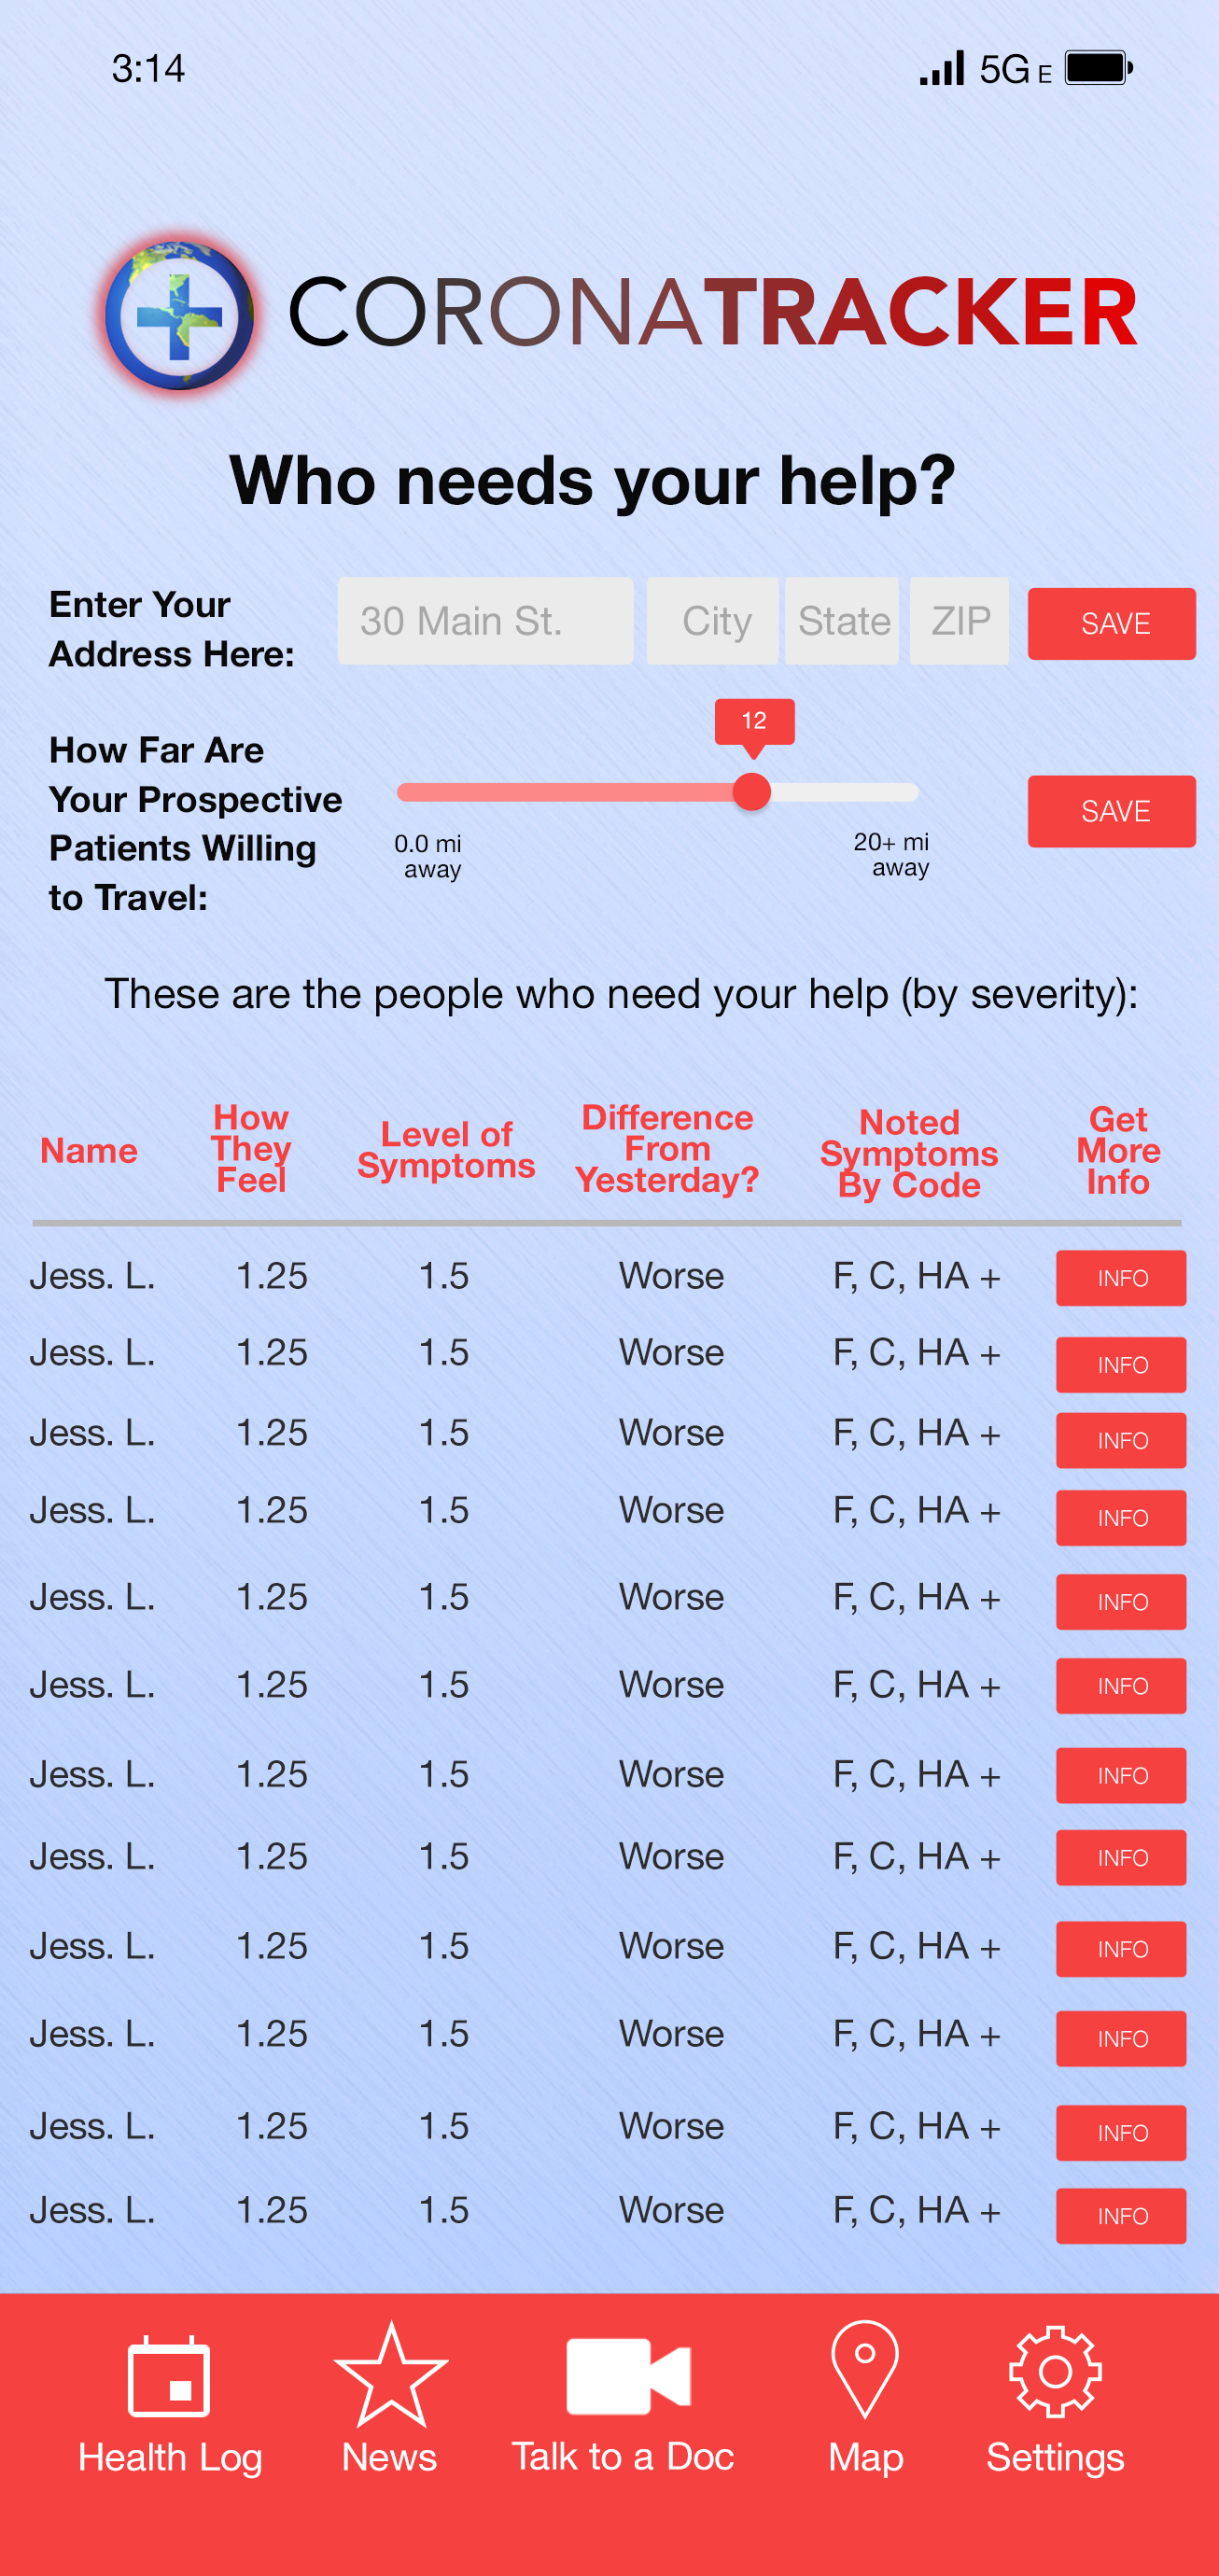 3:14 5G E
CORONATRACKER
Who needs your help?
Enter Your
Address Here:
30 Main St. City State ZIP SAVE
12
How Far Are
Your Prospective
Patients Willing
to Travel:
0.0 mi
away
20+ mi
away
SAVE
These are the people who need your help (by severity):
Name
How
They
Feel
Level of
Symptoms
Difference
From
Yesterday?
Noted
Symptoms
By Code
Get
More
Info
Jess. L. 1.25 1.5 Worse F, C, HA + INFO
Jess. L. 1.25 1.5 Worse F, C, HA + INFO
Jess. L. 1.25 1.5 Worse F, C, HA + INFO
Jess. L. 1.25 1.5 Worse F, C, HA + INFO
Jess. L. 1.25 1.5 Worse F, C, HA + INFO
Jess. L. 1.25 1.5 Worse F, C, HA + INFO
Jess. L. 1.25 1.5 Worse F, C, HA + INFO
Jess. L. 1.25 1.5 Worse F, C, HA + INFO
Jess. L. 1.25 1.5 Worse F, C, HA + INFO
Jess. L. 1.25 1.5 Worse F, C, HA + INFO
Jess. L. 1.25 1.5 Worse F, C, HA + INFO
Jess. L. 1.25 1.5 Worse F, C, HA + INFO
Health Log News Talk to a Doc Map Settings